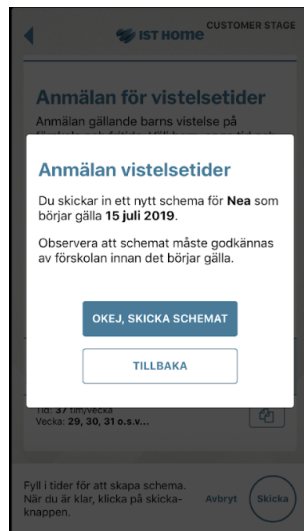 CUSTOMER STAGE
IST HOME
Anmälan för vistelsetider
Anmälan gällande barns vistelse på
Anmälan vistelsetider
Du skickar in ett nytt schema för Nea som
börjar gälla 15 juli 2019.
Observera att schemat måste godkännas
av förskolan innan det börjar gälla.
OKEJ, SKICKA SCHEMAT
TILLBAKA
Tid: 37 tim/vecka
Vecka: 29, 30, 31 o.s.v...
Fyll i tider för att skapa schema.
När du är klar, klicka på skicka-
knappen.
Avbryt
Skicka